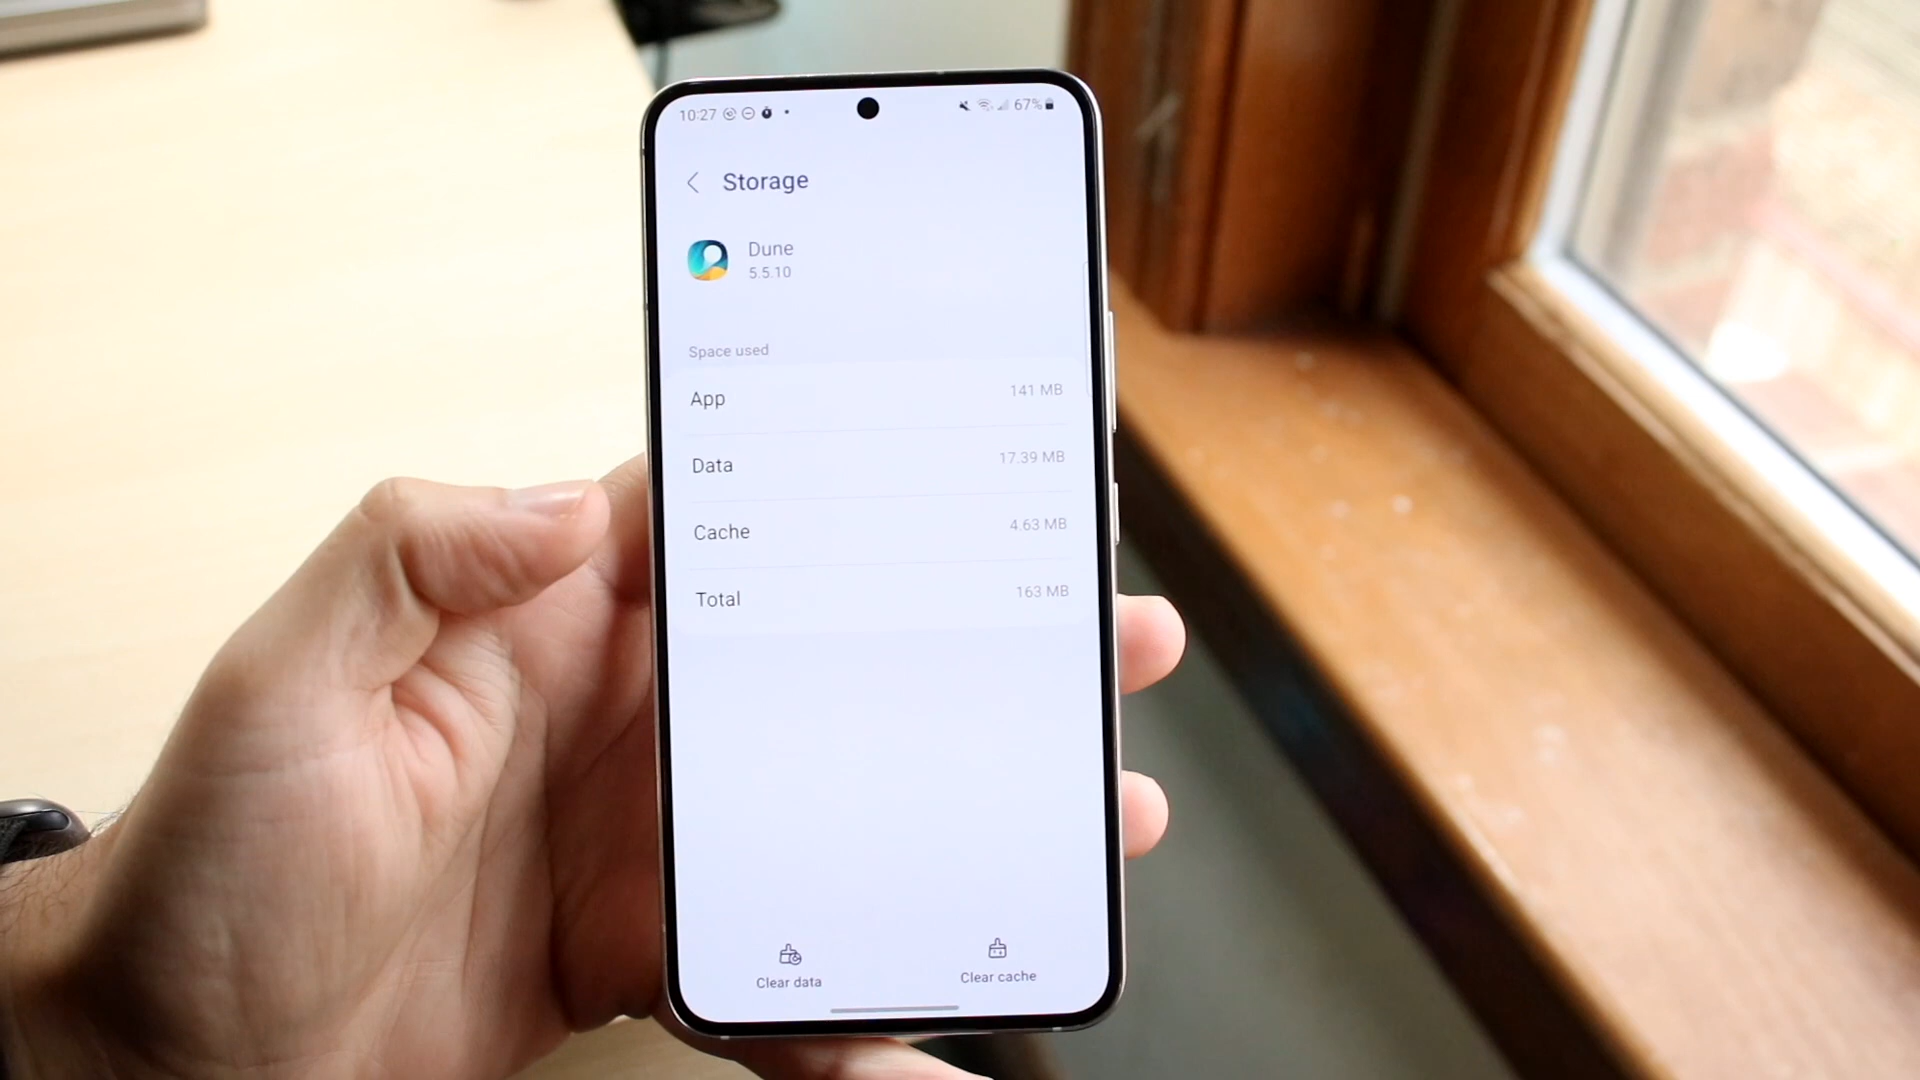 10:27 67%
Storage
Dune
5.5.10
Space used
App 141 MB
Data 17.39 MB
Cache 4.63 MB
Total 163 MB
Clear data Clear cache